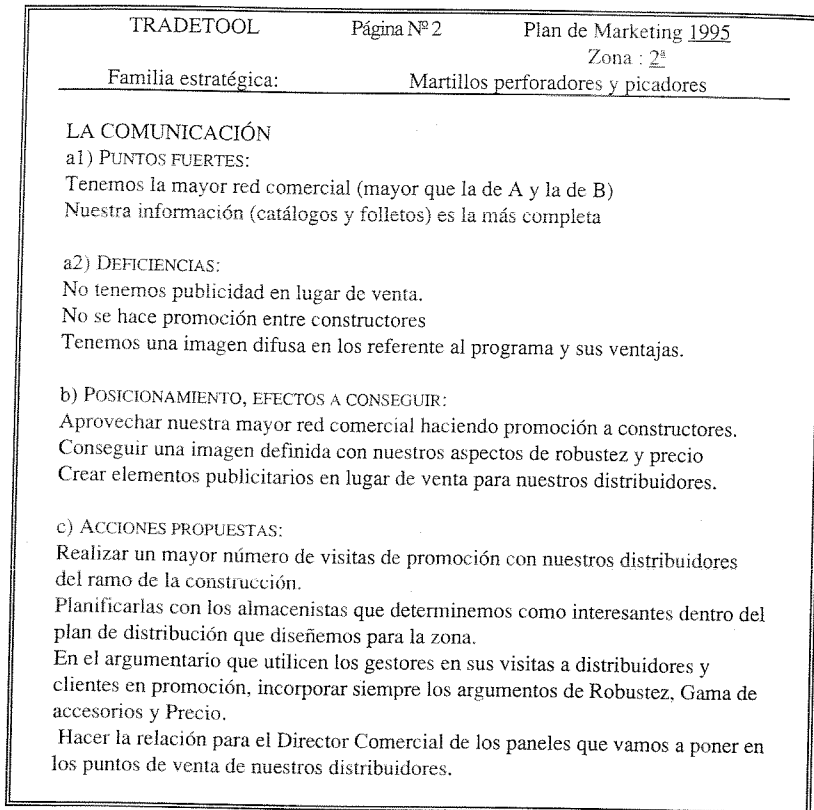 TRADETOOL Página Nº 2 Plan de Marketing 1995
Zona : 2ª
Familia estratégica: Martillos perforadores y picadores
LA COMUNICACIÓN
a1) PUNTOS FUERTES:
Tenemos la mayor red comercial (mayor que la de A y la de B)
Nuestra información (catálogos y folletos) es la más completa
a2) DEFICIENCIAS:
No tenemos publicidad en lugar de venta.
No se hace promoción entre constructores
Tenemos una imagen difusa en los referente al programa y sus ventajas.
b) POSICIONAMIENTO, EFECTOS A CONSEGUIR:
Aprovechar nuestra mayor red comercial haciendo promoción a constructores.
Conseguir una imagen definida con nuestros aspectos de robustez y precio
Crear elementos publicitarios en lugar de venta para nuestros distribuidores.
c) ACCIONES PROPUESTAS:
Realizar un mayor número de visitas de promoción con nuestros distribuidores
del ramo de la construcción.
Planificarlas con los almacenistas que determinemos como interesantes dentro del
plan de distribución que diseñemos para la zona.
En el argumentario que utilicen los gestores en sus visitas a distribuidores y
clientes en promoción, incorporar siempre los argumentos de Robustez, Gama de
accesorios y Precio.
Hacer la relación para el Director Comercial de los paneles que vamos a poner en
los puntos de venta de nuestros distribuidores.